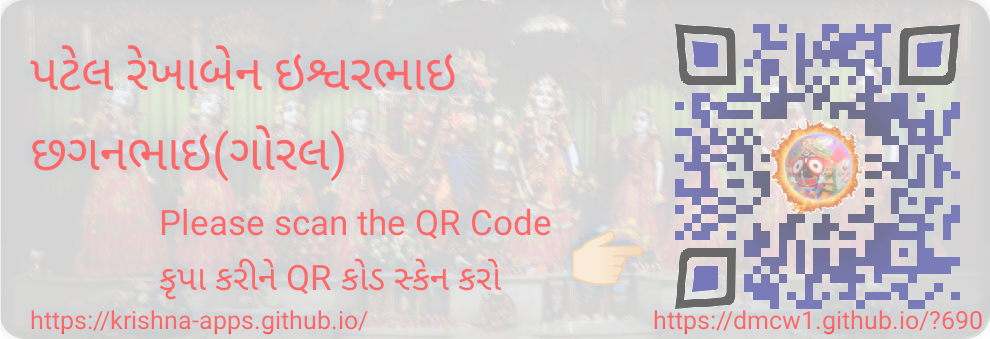 પટેલ રેખાબેન ઇશ્વરભાઇ
છગનભાઇ(ગોરલ)
Please scan the QR Code
કૃપા કરીને QR કોડ સ્કેન કરો
https://krishna-apps.github.io/
https://dmcw1.github.io/?690